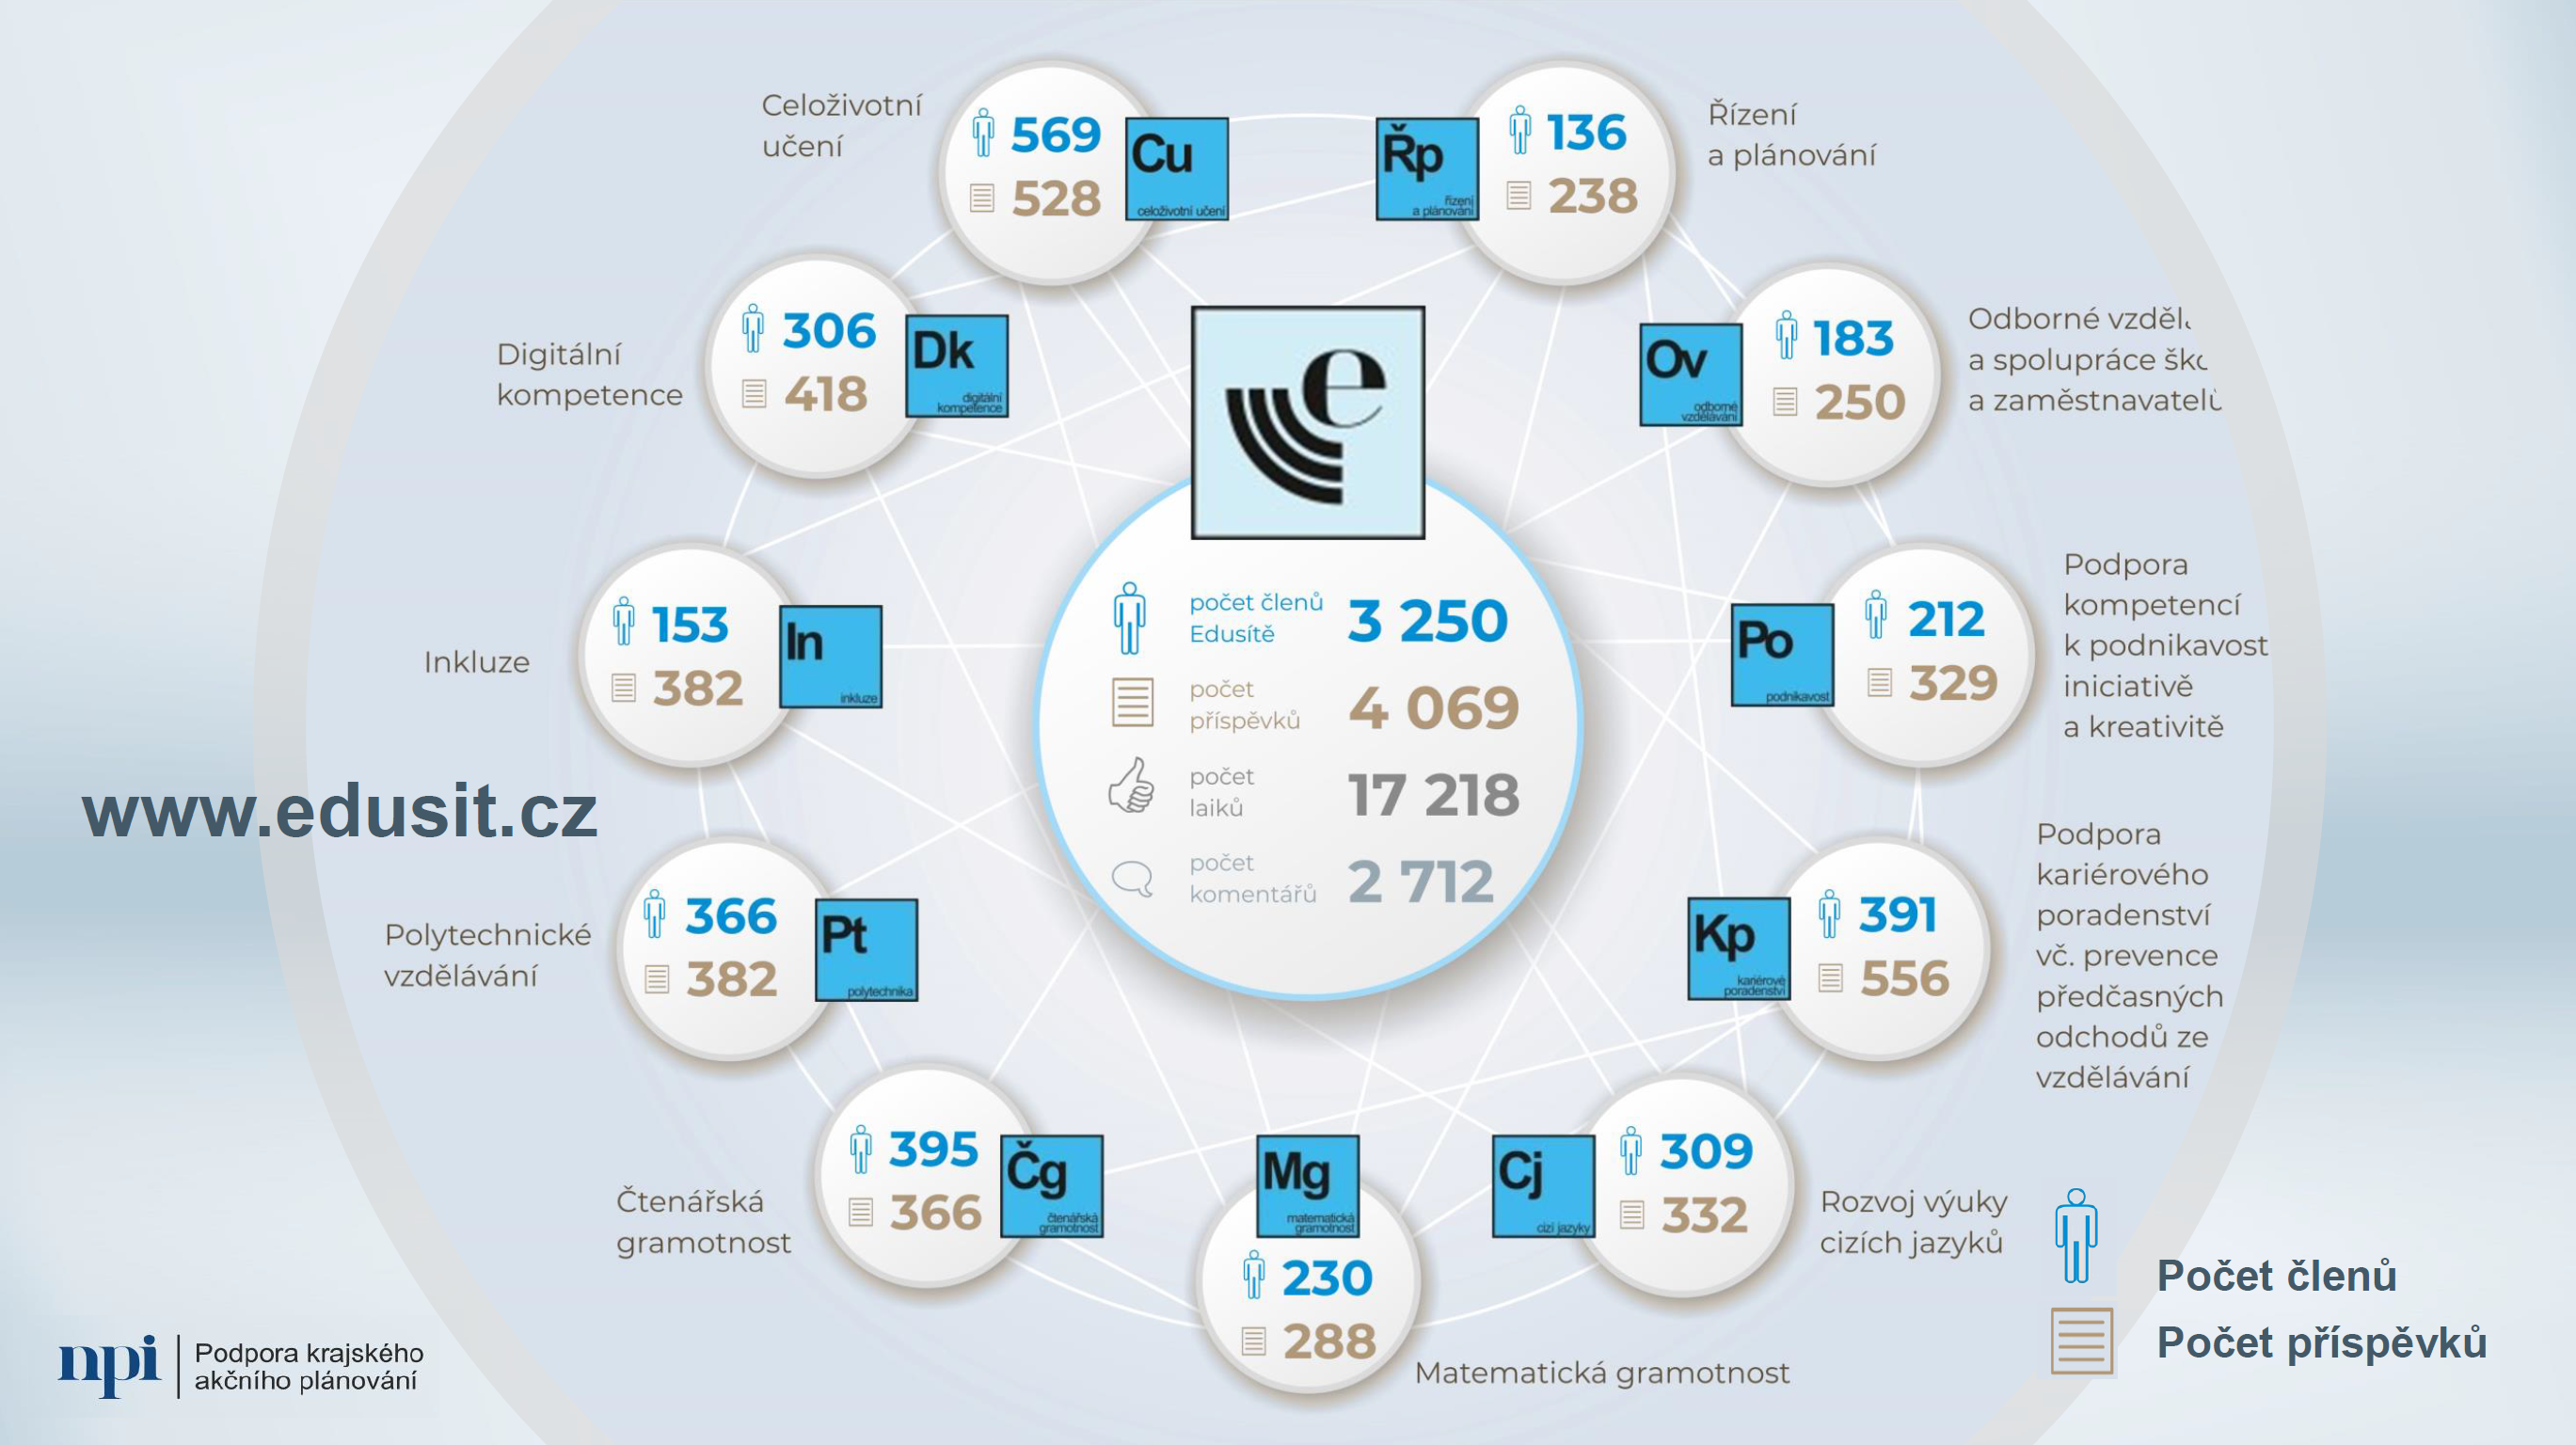 Celoživotní
učení
569
528
Cu
celoživotní učení
Řp
řízení
a plánování
136
238
Řízení
a plánování
Digitální
kompetence
306
418
Dk
digitální
kompetence
Ov
odborné
vzdělávání
183
250
Odborné
a spolupráce
a zaměstnavatelů
Inkluze
153
382
In
inkluze
e
počet členů
Edusítě
3 250
počet
příspěvků
4 069
počet
laiků
17 218
počet
komentářů
2 712
Po
podnikavost
212
329
Podpora
kompetencí
k podnikavost
iniciativě
a kreativitě
www.edusit.cz
Polytechnické
vzdělávání
366
382
Pt
polytechnika
Kp
kariérové
poradenství
391
556
Podpora
kariérového
poradenství
vč. prevence
předčasných
odchodů ze
vzdělávání
Čtenářská
gramotnost
395
366
Čg
čtenářská
gramotnost
Mg
matematická
gramotnost
230
288
Matematická gramotnost
Cj
cizí jazyky
309
332
Rozvoj výuky
cizích jazyků
Počet členů
Počet příspěvků
npi
Podpora krajského
akčního plánování